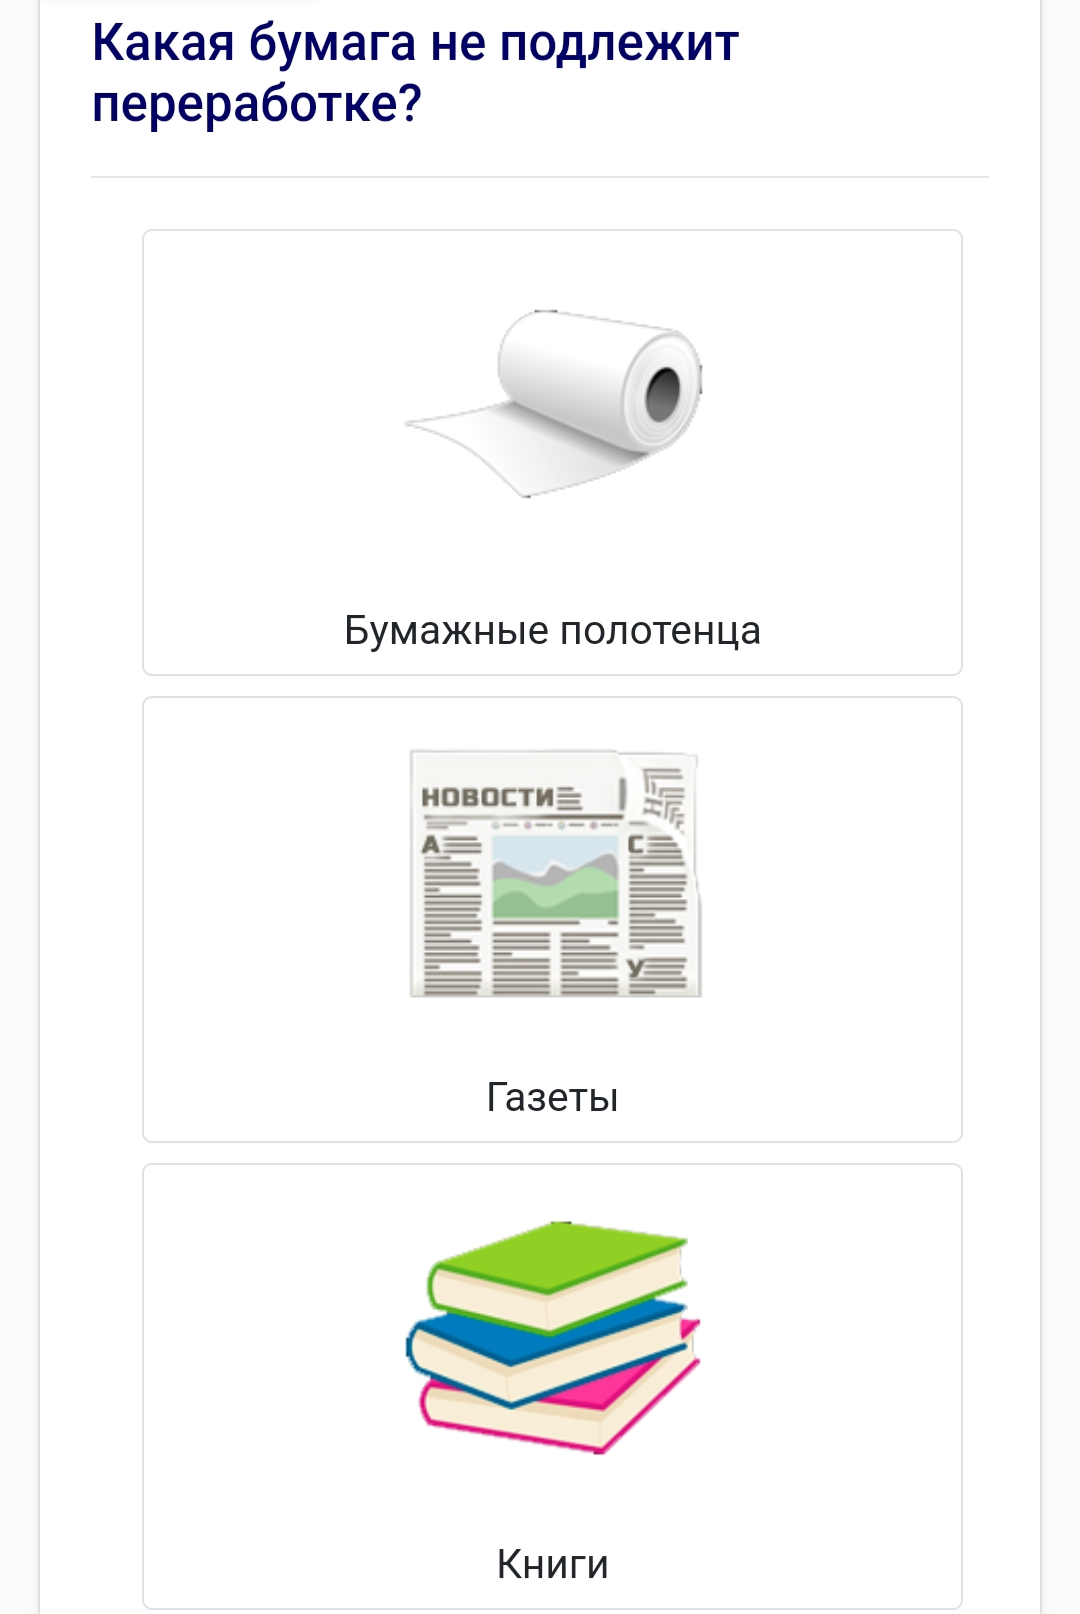 Какая бумага не подлежит
переработке?
Бумажные полотенца
НОВОСТИ
А
С
У
Газеты
Книги